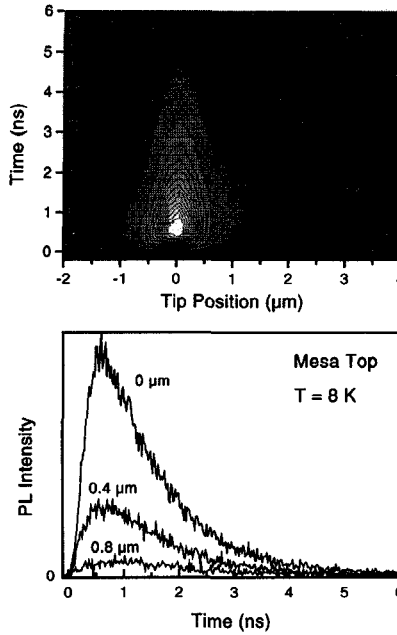 6
5
4
3
2
1
0
Time (ns)
-2 -1 0 1 2 3 4
Tip Position (μm)
Mesa Top
T = 8 K
0 μm
0.4 μm
0.8 μm
PL Intensity
0
0 1 2 3 4 5 6
Time (ns)